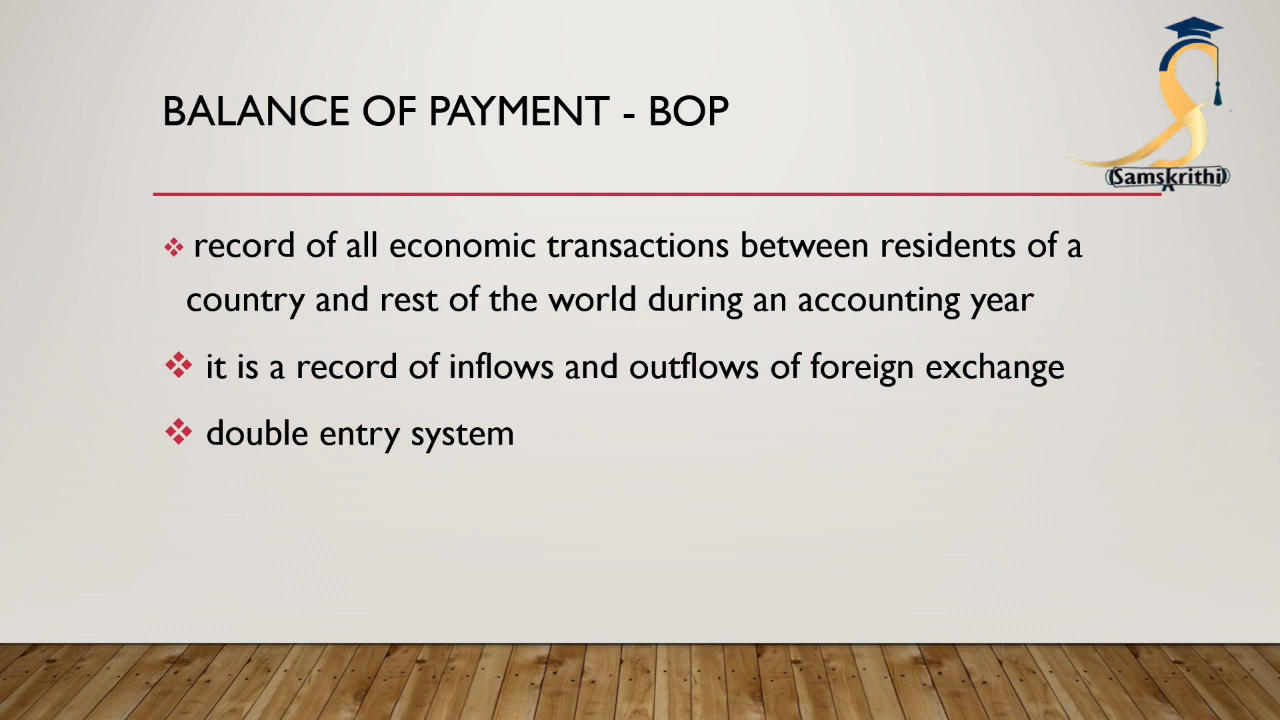 BALANCE OF PAYMENT - BOP
Samskrithi
❖ record of all economic transactions between residents of a
country and rest of the world during an accounting year
❖ it is a record of inflows and outflows of foreign exchange
❖ double entry system